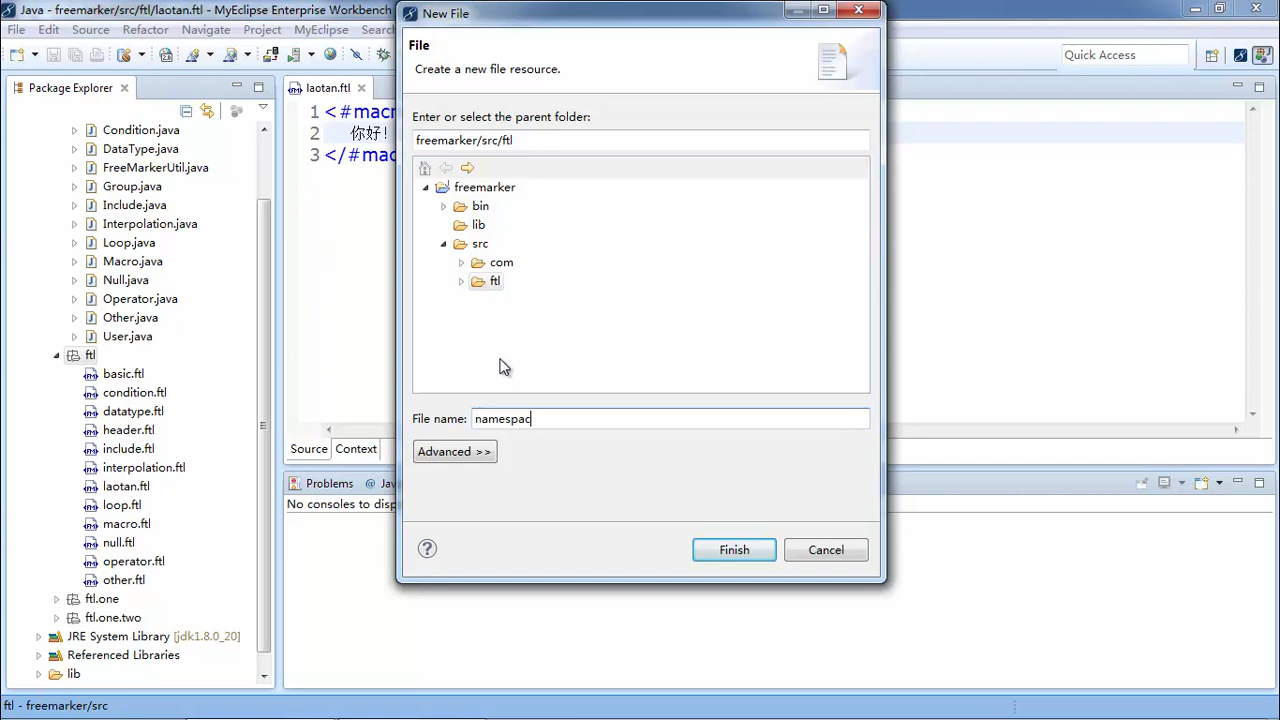 Java - freemarker/src/ftl/laotan.ftl - MyEclipse Enterprise Workbench
File Edit Source Refactor Navigate Project MyEclipse Search
Quick Access
Package Explorer
Condition.java
DataType.java
FreeMarkerUtil.java
Group.java
Include.java
Interpolation.java
Loop.java
Macro.java
Null.java
Operator.java
Other.java
User.java
ftl
basic.ftl
condition.ftl
datatype.ftl
header.ftl
include.ftl
interpolation.ftl
laotan.ftl
loop.ftl
macro.ftl
null.ftl
operator.ftl
other.ftl
ftl.one
ftl.one.two
JRE System Library [jdk1.8.0_20]
Referenced Libraries
lib
laotan.ftl
1 <#mac
2 你好!
3 </#ma
Source Context
Problems @ Jav
No consoles to disp
New File
File
Create a new file resource.
Enter or select the parent folder:
freemarker/src/ftl
freemarker
bin
lib
src
com
ftl
File name: namespac
Advanced >>
Finish Cancel
ftl - freemarker/src